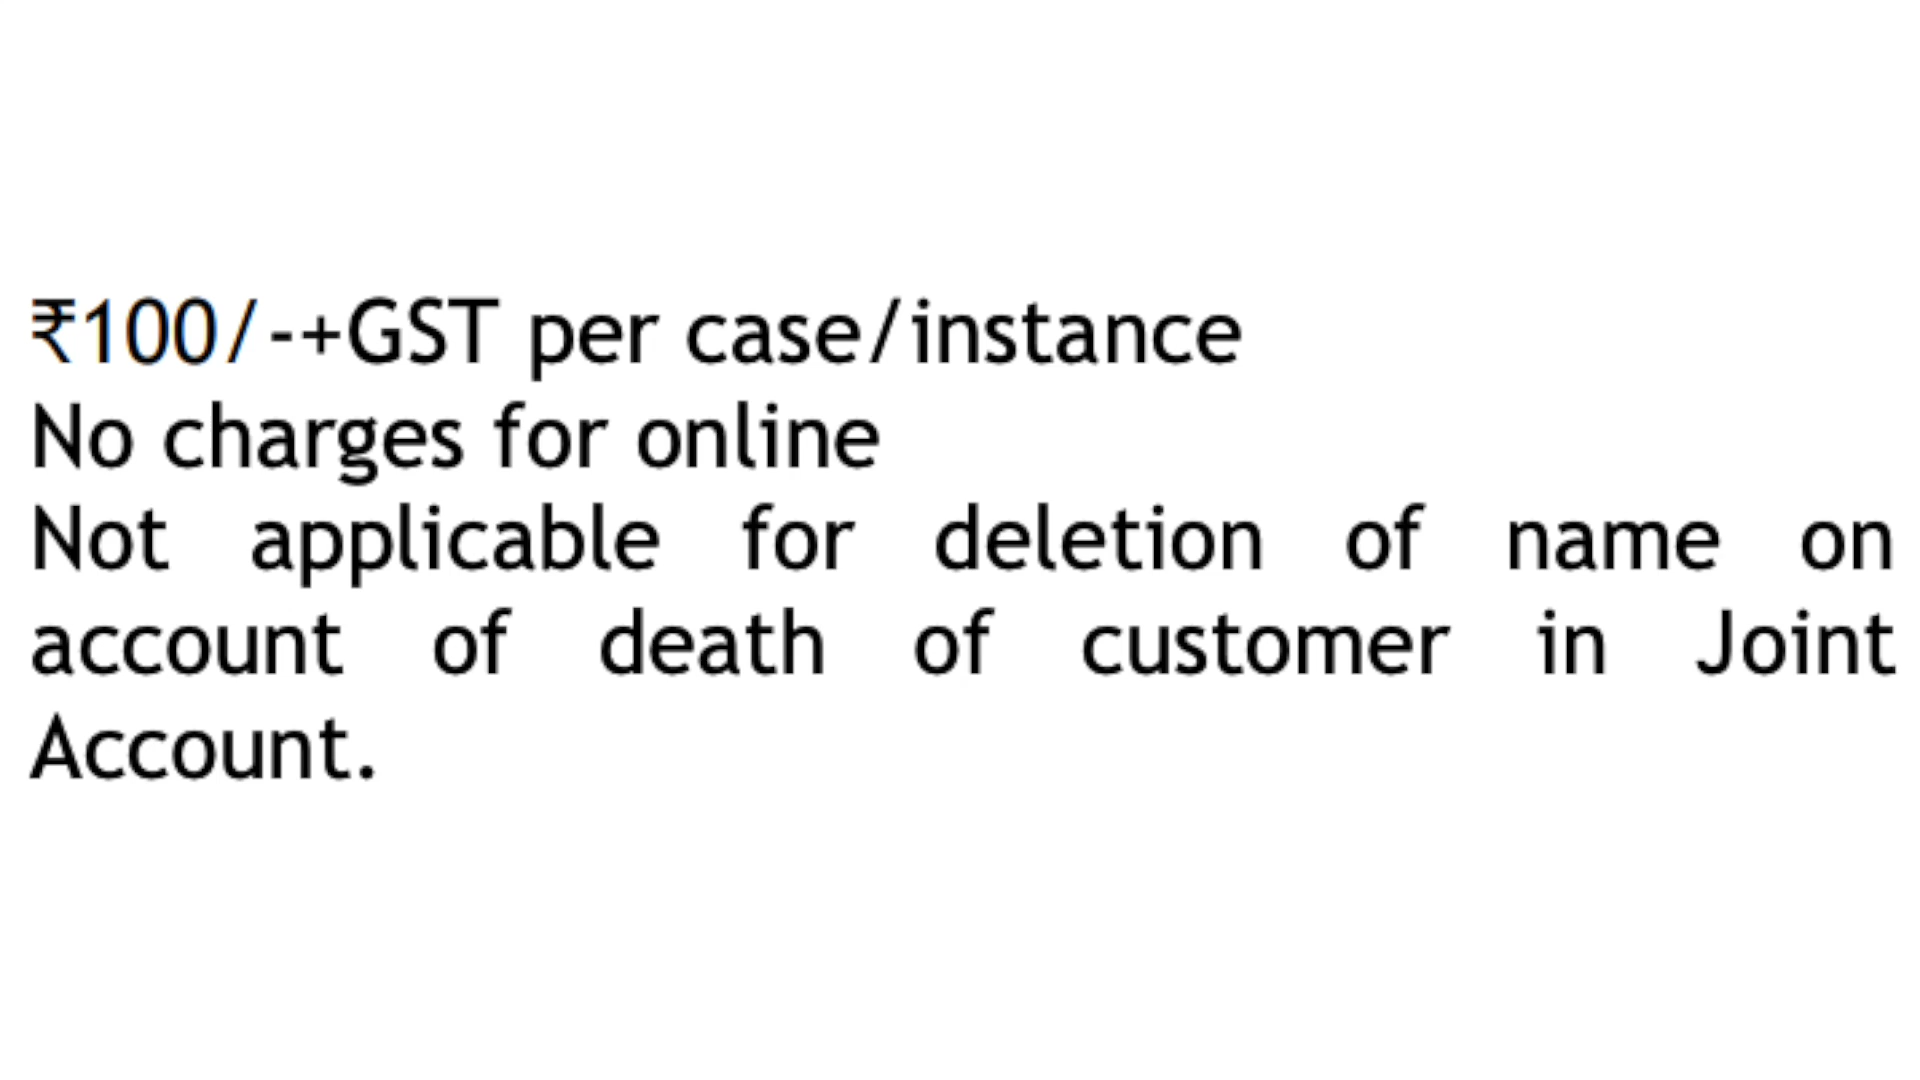 ₹100/-+GST per case/instance
No charges for online
Not applicable for deletion of name on
account of death of customer in Joint
Account.